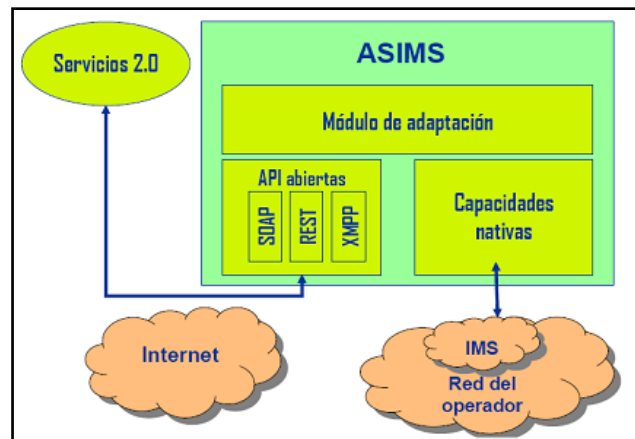 Servicios 2.0
ASIMS
Módulo de adaptación
API abiertas
SOAP
REST
XMPP
Capacidades
nativas
Internet
IMS
Red del
operador